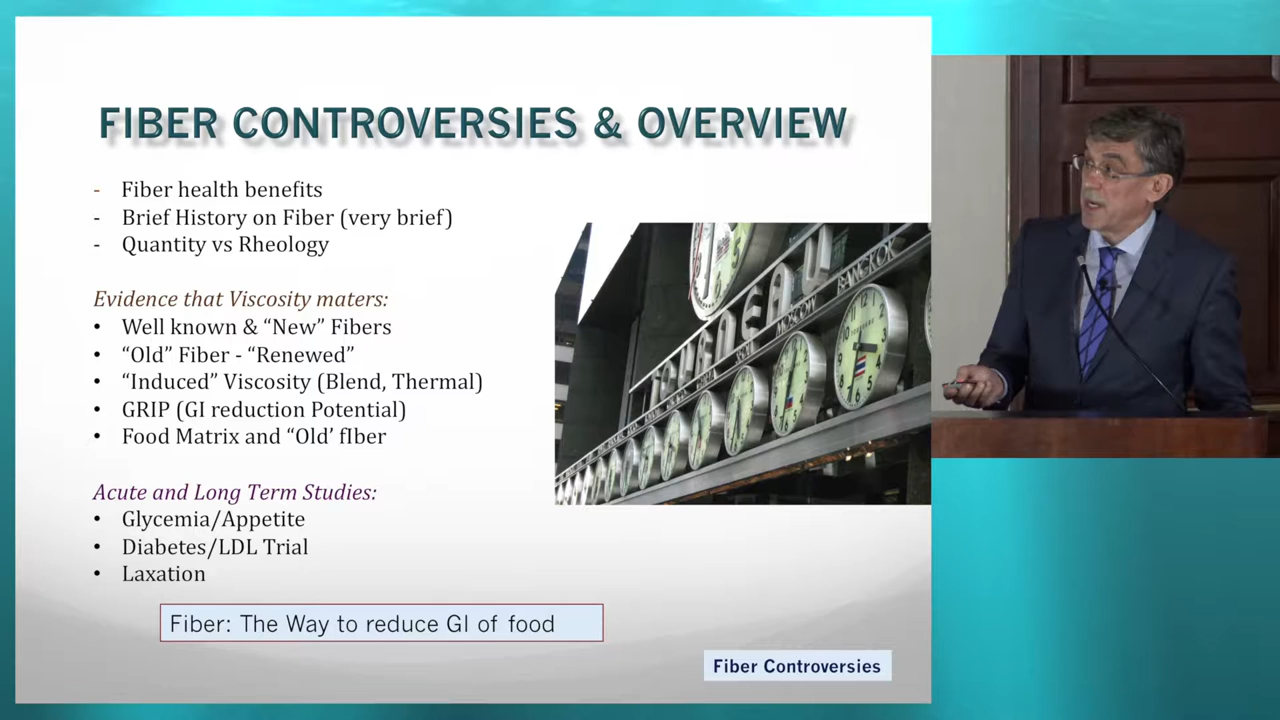 FIBER CONTROVERSIES & OVERVIEW
- Fiber health benefits
- Brief History on Fiber (very brief)
- Quantity vs Rheology
Evidence that Viscosity maters:
• Well known & “New” Fibers
• “Old” Fiber - “Renewed”
• “Induced” Viscosity (Blend, Thermal)
• GRIP (GI reduction Potential)
• Food Matrix and “Old’ fIber
Acute and Long Term Studies:
• Glycemia/Appetite
• Diabetes/LDL Trial
• Laxation
Fiber: The Way to reduce GI of food
Fiber Controversies
TOURNEAU
MOSCOW
BANGKOK